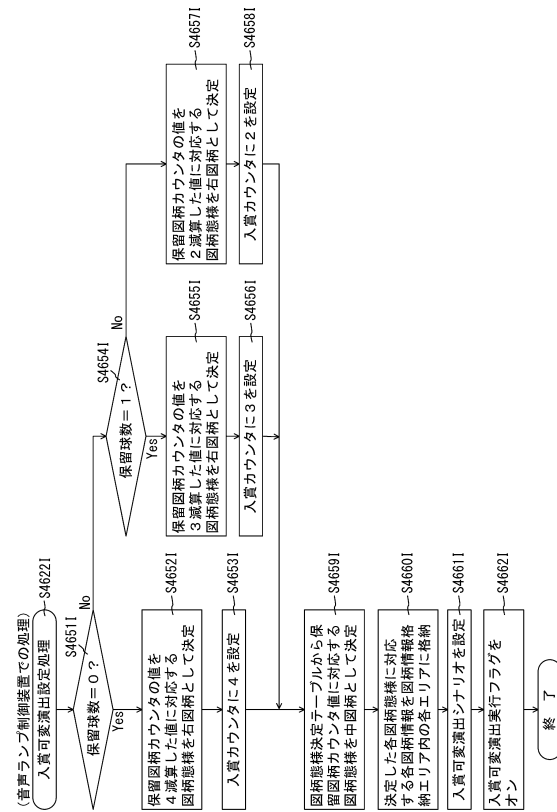 (音声ランプ制御装置での処理)
入賞可変演出設定処理
S4622I
保留球数=0?
S4651I
Yes
No
保留図柄カウンタの値を
4減算した値に対応する
図柄態様を右図柄として決定
S4652I
入賞カウンタに4を設定
S4653I
保留球数=1?
S4654I
Yes
No
保留図柄カウンタの値を
3減算した値に対応する
図柄態様を右図柄として決定
S4655I
入賞カウンタに3を設定
S4656I
保留図柄カウンタの値を
2減算した値に対応する
図柄態様を右図柄として決定
S4657I
入賞カウンタに2を設定
S4658I
図柄態様決定テーブルから保
留図柄カウンタ値に対応する
図柄態様を中図柄として決定
S4659I
決定した各図柄態様に対応
する各図柄情報を図柄情報格
納エリア内の各エリアに格納
S4660I
入賞可変演出シナリオを設定
S4661I
入賞可変演出実行フラグを
オン
S4662I
終 了